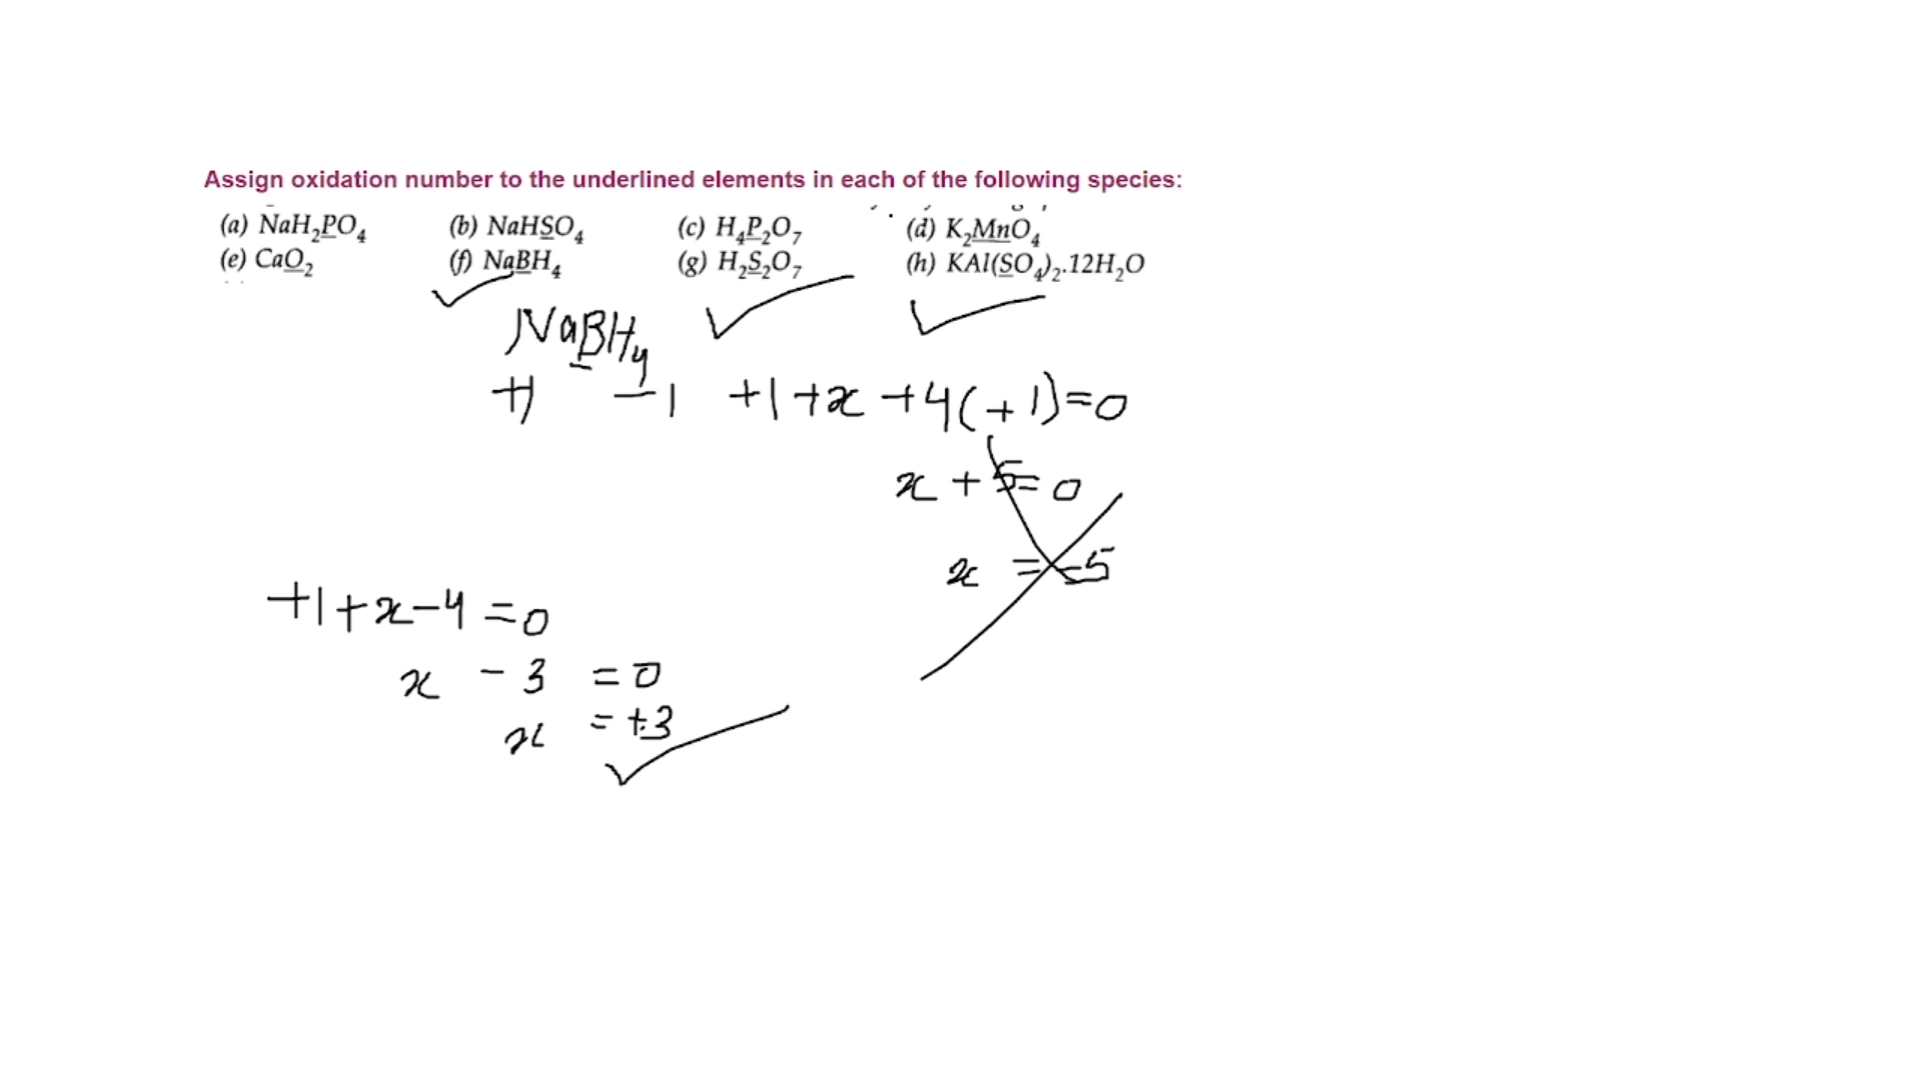 Assign oxidation number to the underlined elements in each of the following species:
(a) NaH₂PO₄ (b) NaHSO₄ (c) H₄P₂O₇ (d) K₂MnO₄
(e) CaO₂ (f) NaBH₄ (g) H₂S₂O₇ (h) KAl(SO₄)₂.12H₂O
NaBH₄
+1 -1 +1+x+4(+1)=0
x+5=0
x=-5
+1+x-4=0
x-3=0
x=+3